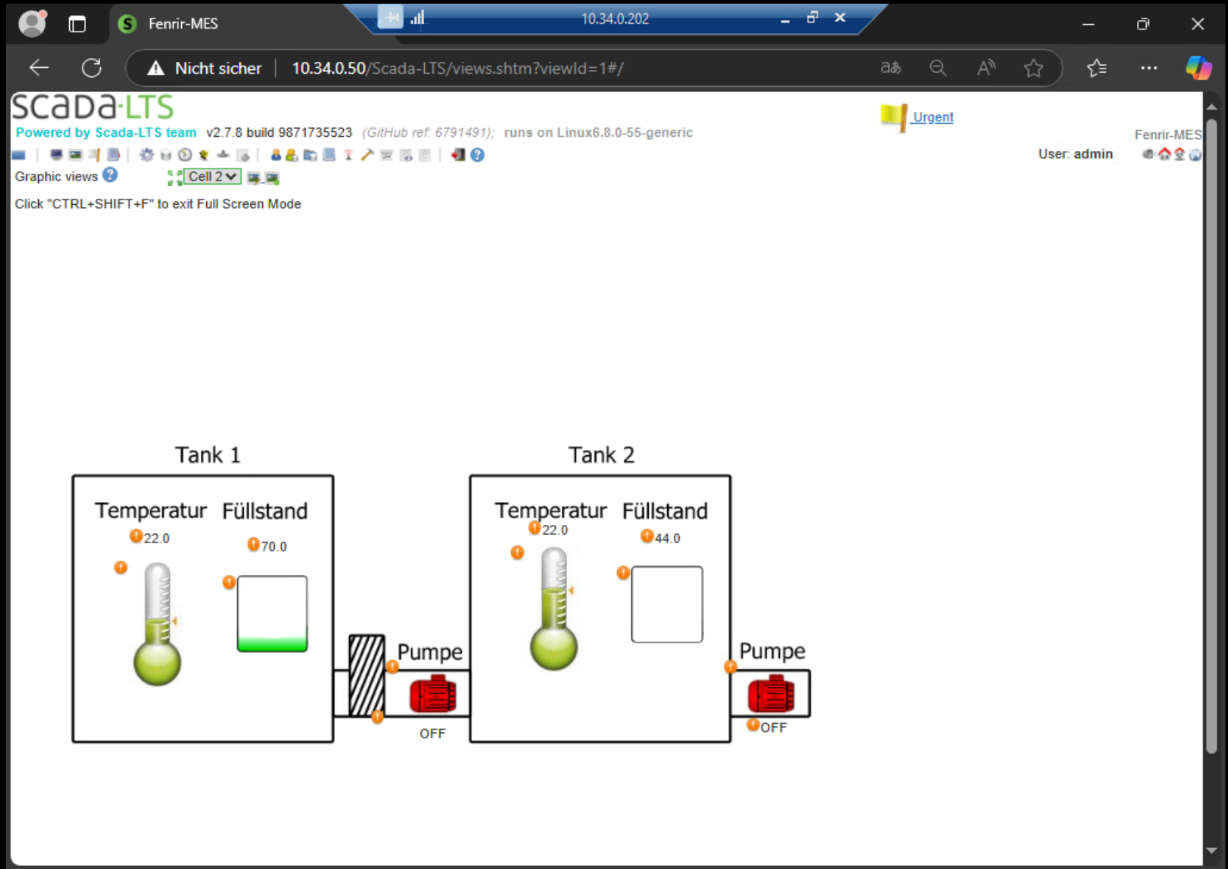 Fenrir-MES
10.34.0.202
Nicht sicher
10.34.0.50/Scada-LTS/views.shtm?viewId=1#/
scaDa-LTS
Powered by Scada-LTS team v2.7.8 build 9871735523 (GitHub ref: 6791491); runs on Linux6.8.0-55-generic
Urgent
Fenrir-MES
User: admin
Graphic views
Cell 2
Click "CTRL+SHIFT+F" to exit Full Screen Mode
Tank 1
Tank 2
Temperatur Füllstand
Temperatur Füllstand
22.0
70.0
22.0
44.0
Pumpe
Pumpe
OFF
OFF